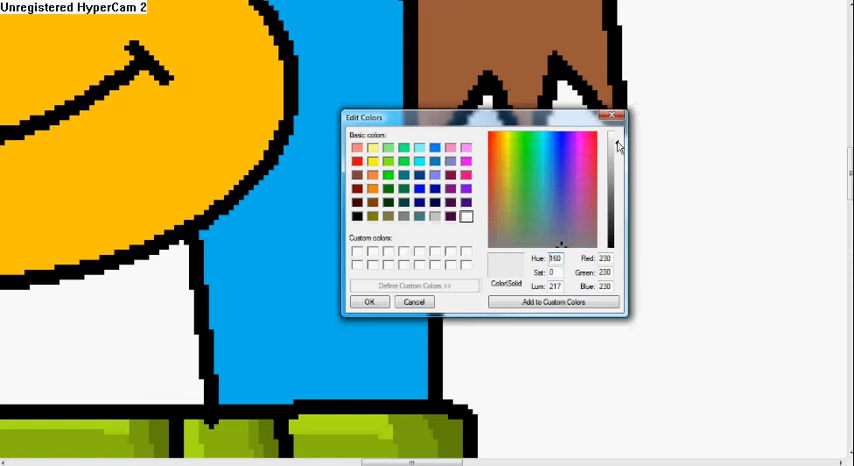 Unregistered HyperCam 2
Edit Colors
Basic colors:
Custom colors:
Define Custom Colors >>
OK
Cancel
Hue: 160
Red: 230
Sat: 0
Green: 230
Color|Solid
Lum: 217
Blue: 230
Add to Custom Colors